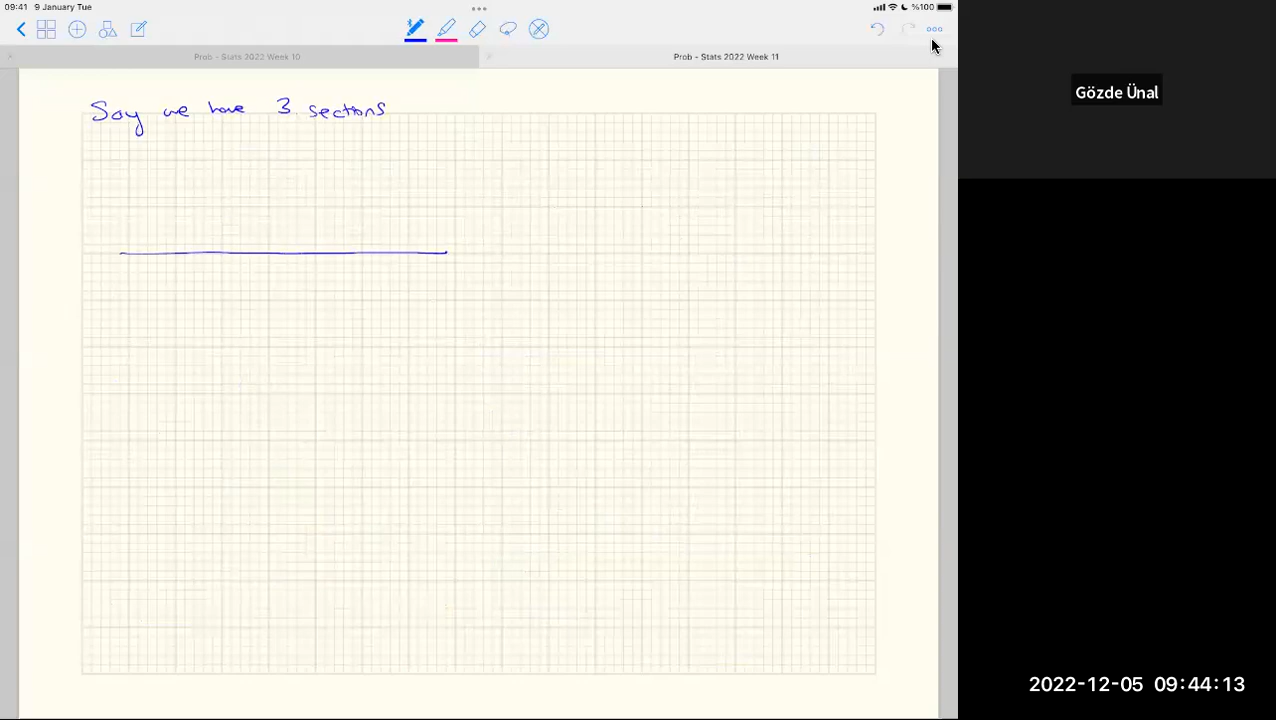 09:41 9 January Tue
%100
Prob - Stats 2022 Week 10
Prob - Stats 2022 Week 11
Say we have 3 sections
Gözde Ünal
2022-12-05 09:44:13